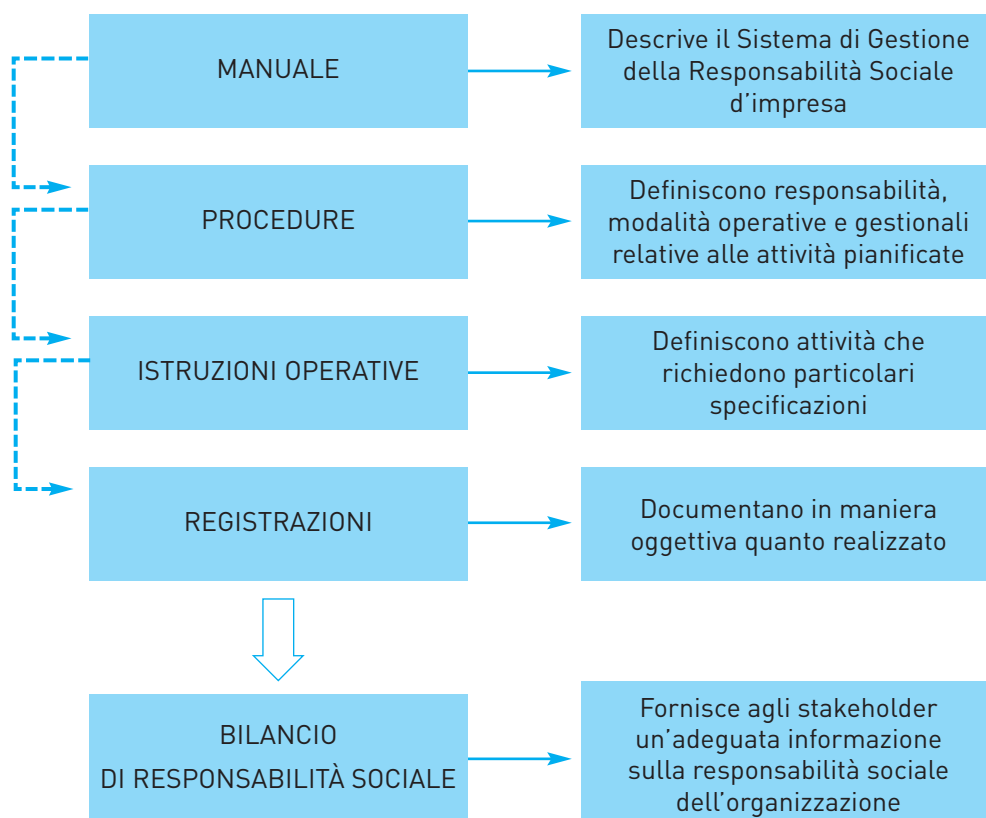 MANUALE
Descrive il Sistema di Gestione
della Responsabilità Sociale
d'impresa
PROCEDURE
Definiscono responsabilità,
modalità operative e gestionali
relative alle attività pianificate
ISTRUZIONI OPERATIVE
Definiscono attività che
richiedono particolari
specificazioni
REGISTRAZIONI
Documentano in maniera
oggettiva quanto realizzato
BILANCIO
DI RESPONSABILITÀ SOCIALE
Fornisce agli stakeholder
un'adeguata informazione
sulla responsabilità sociale
dell'organizzazione